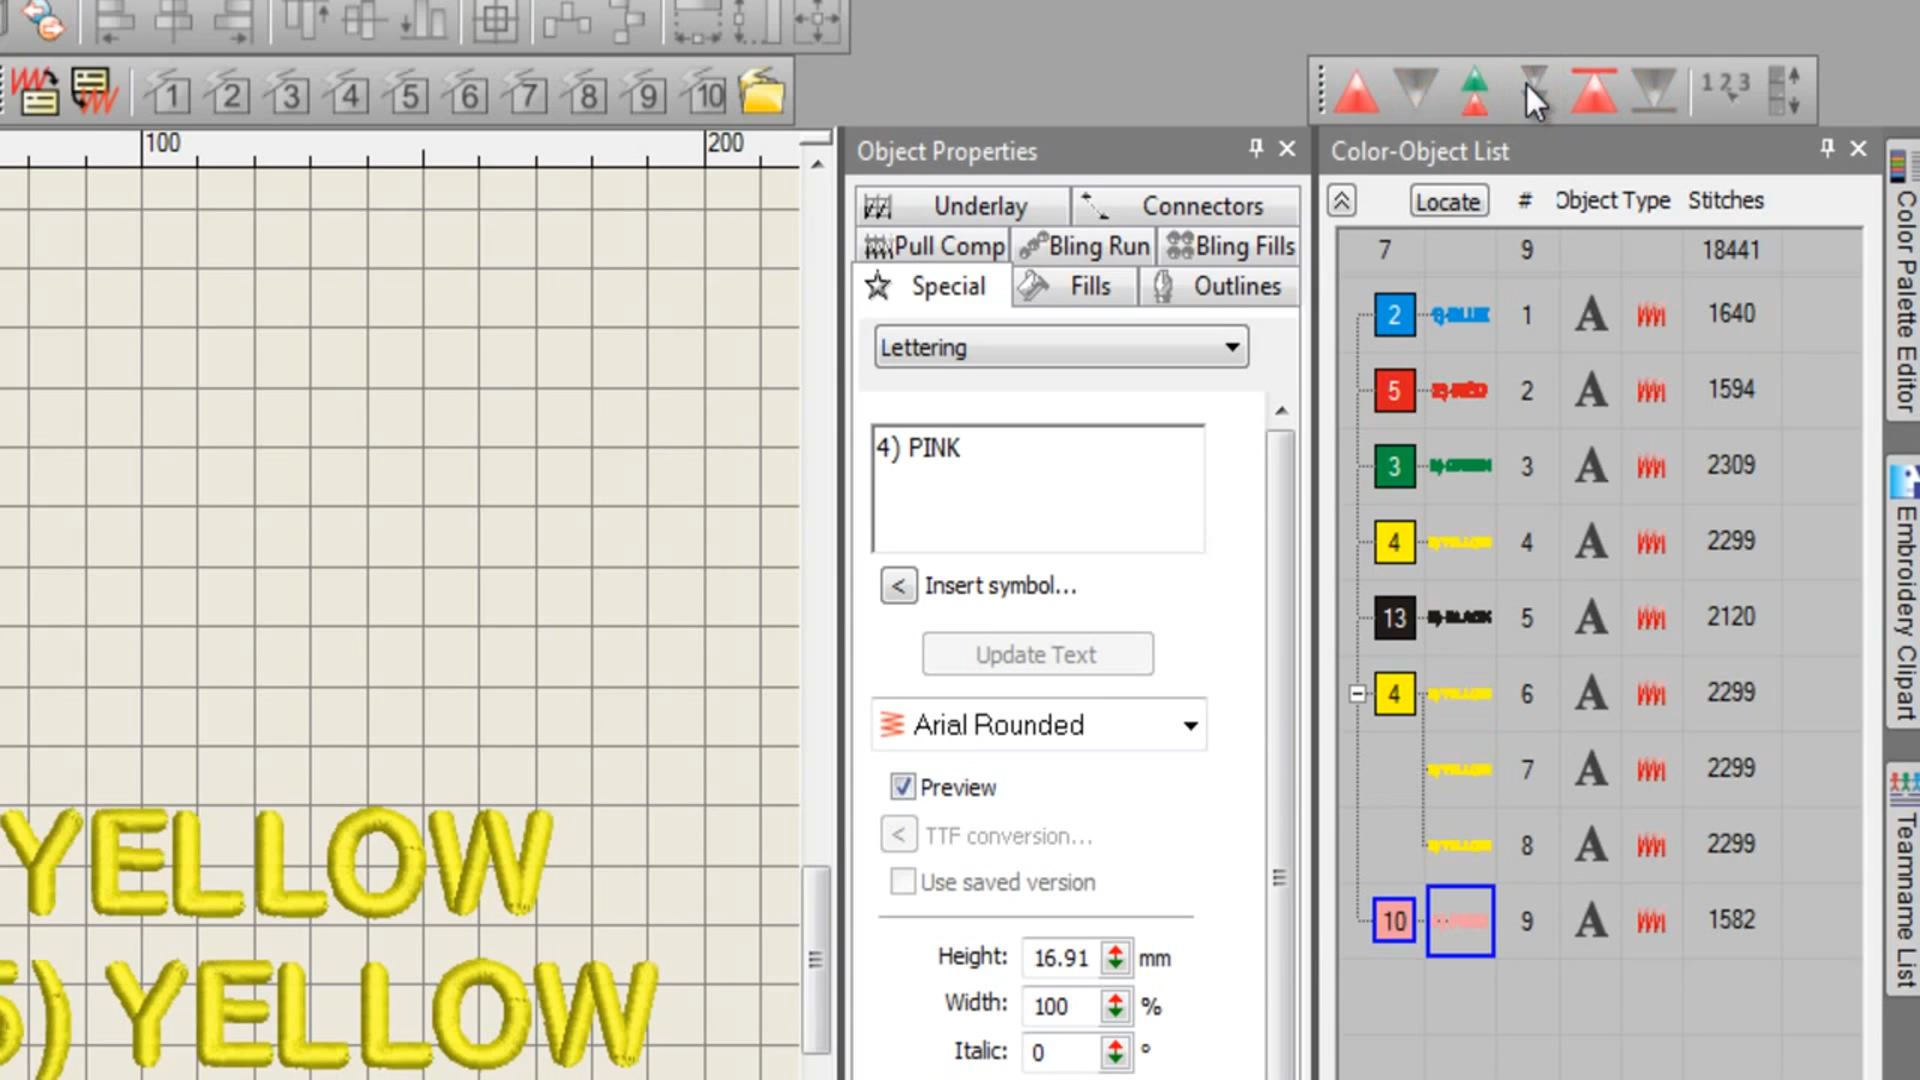 1 2 3 4 5 6 7 8 9 10
1 2 3
100 200
Object Properties
Underlay Connectors
Pull Comp Bling Run Bling Fills
Special Fills Outlines
Lettering
4) PINK
< Insert symbol...
Update Text
Arial Rounded
Preview
< TTF conversion...
Use saved version
Height: 16.91 mm
Width: 100 %
Italic: 0 °
Color-Object List
Locate # Object Type Stitches
7 9 18441
2 1 A 1640
5 2 A 1594
3 3 A 2309
4 4 A 2299
13 5 A 2120
4 6 A 2299
7 A 2299
8 A 2299
10 9 A 1582
Color Palette Editor
Embroidery Clipart
Teamname List
YELLOW
5) YELLOW